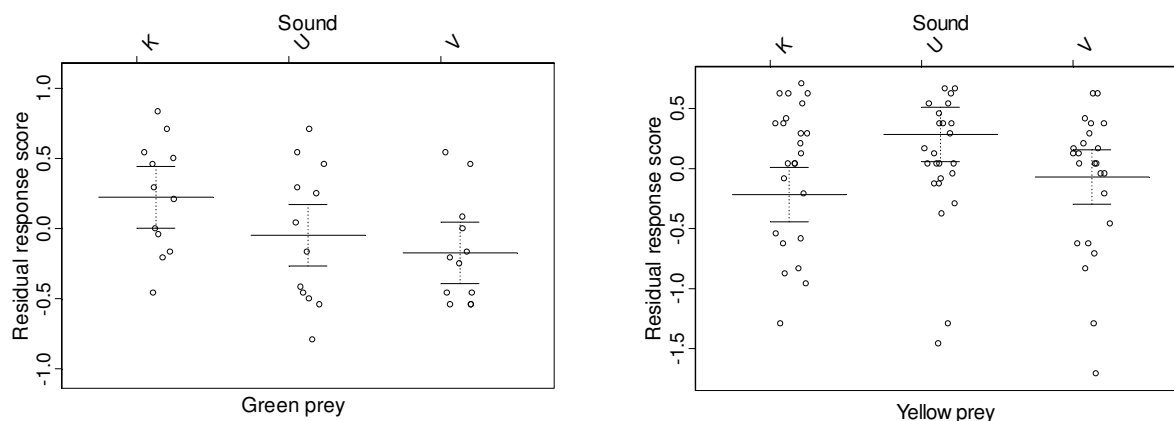 Sound
K U V
Residual response score
1.0
0.5
0.0
-0.5
-1.0
Green prey
Sound
K U V
Residual response score
0.5
0.0
-0.5
-1.0
-1.5
Yellow prey